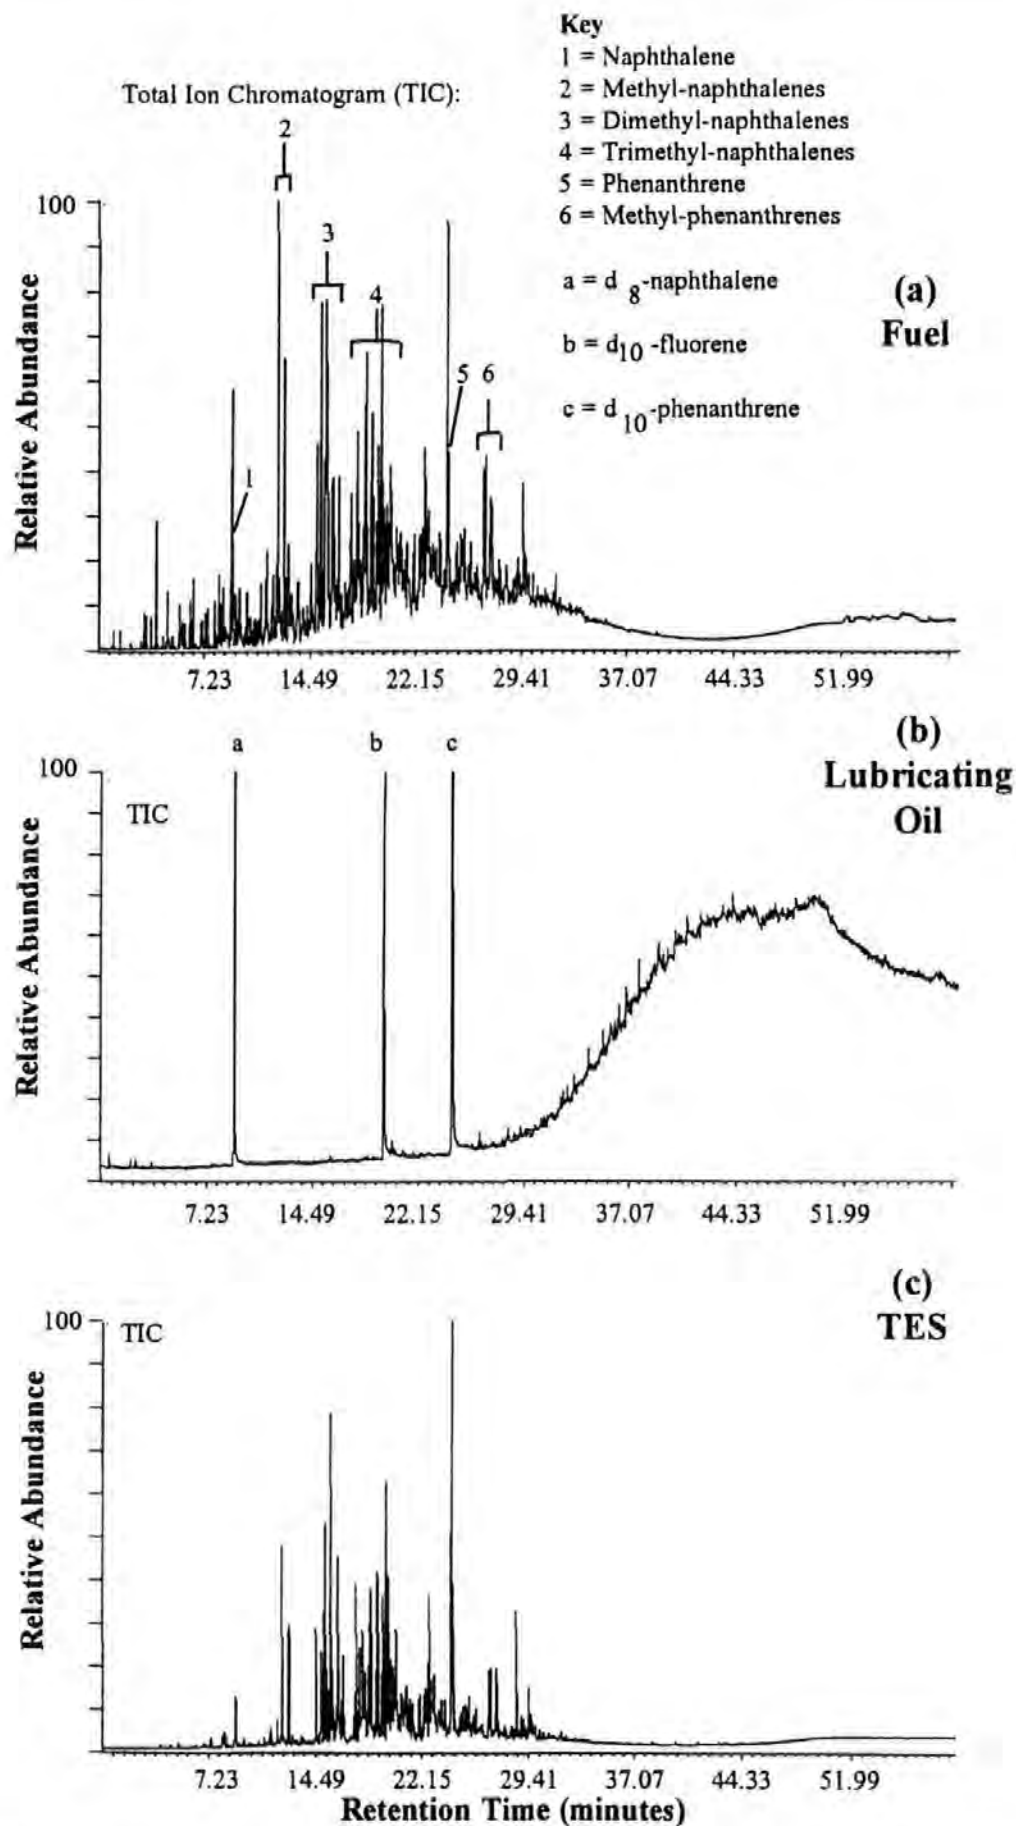 Key
1 = Naphthalene
2 = Methyl-naphthalenes
3 = Dimethyl-naphthalenes
4 = Trimethyl-naphthalenes
5 = Phenanthrene
6 = Methyl-phenanthrenes
a = d 8-naphthalene
b = d10 -fluorene
c = d 10-phenanthrene
(a)
Fuel
Total Ion Chromatogram (TIC):
2
3
4
5 6
1
100
Relative Abundance
7.23 14.49 22.15 29.41 37.07 44.33 51.99
(b)
Lubricating
Oil
a b c
100
TIC
Relative Abundance
7.23 14.49 22.15 29.41 37.07 44.33 51.99
(c)
TES
100
TIC
Relative Abundance
7.23 14.49 22.15 29.41 37.07 44.33 51.99
Retention Time (minutes)